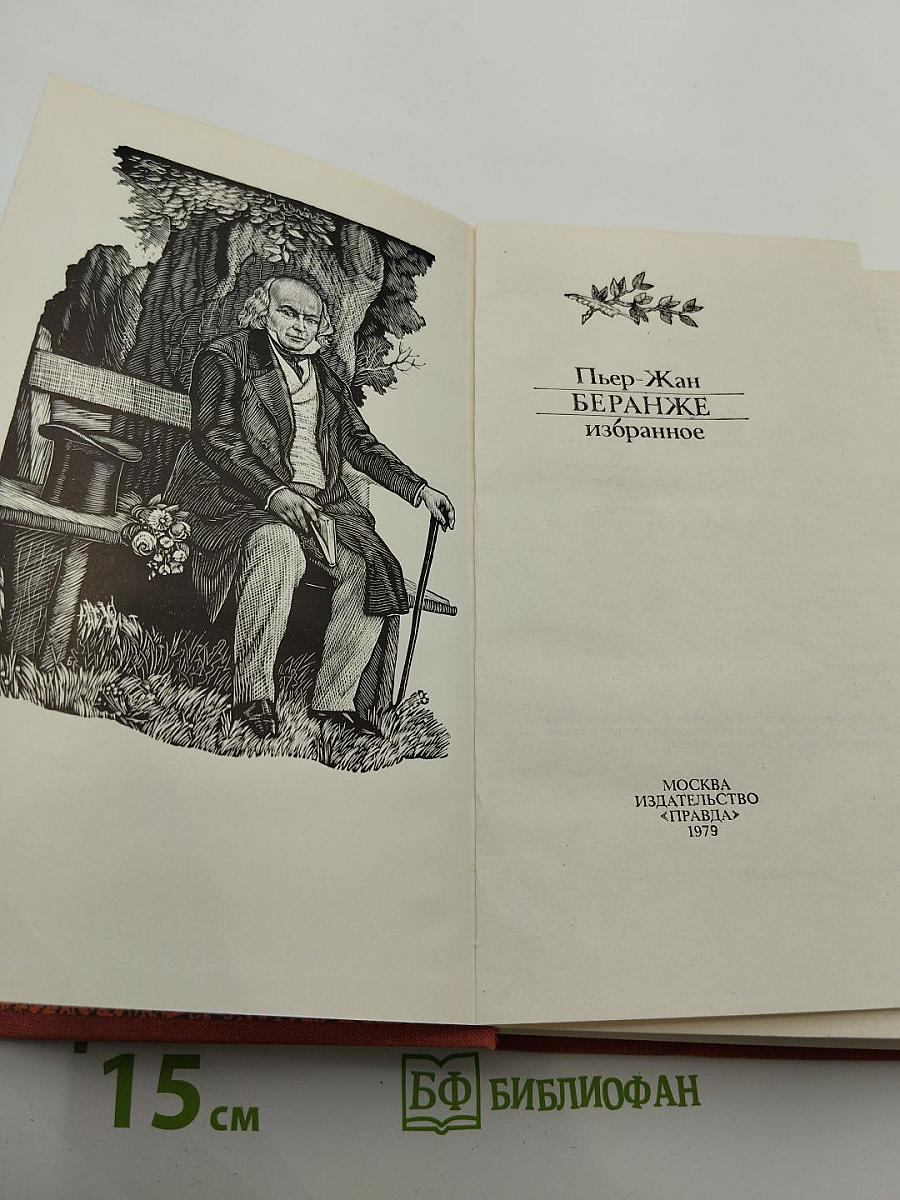 Пьер-Жан
БЕРАНЖЕ
избранное
МОСКВА
ИЗДАТЕЛЬСТВО
«ПРАВДА»
1979
15 см
БФ БИБЛИОФАН